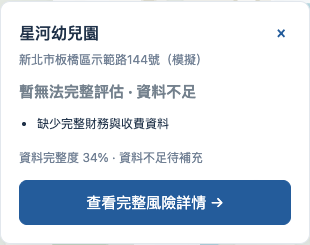 星河幼兒園 ×
新北市板橋區示範路144號（模擬）
暫無法完整評估 · 資料不足
• 缺少完整財務與收費資料
資料完整度 34% · 資料不足待補充
查看完整風險詳情 →